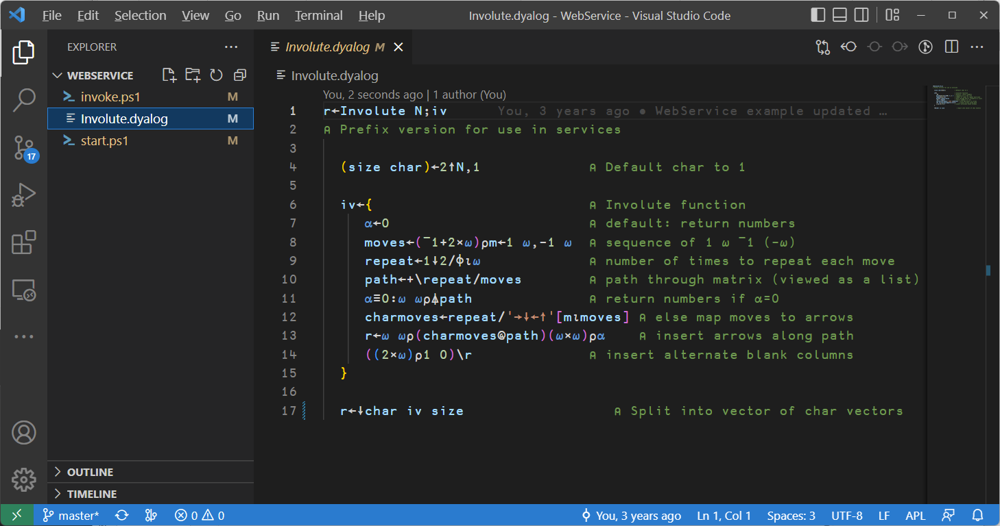 File Edit Selection View Go Run Terminal Help Involute.dyalog - WebService - Visual Studio Code
EXPLORER
WEBSERVICE
invoke.ps1 M
Involute.dyalog M
start.ps1 M
17
OUTLINE
TIMELINE
Involute.dyalog M
Involute.dyalog
You, 2 seconds ago | 1 author (You)
1 r←Involute N;iv You, 3 years ago • WebService example updated …
2 ⍝ Prefix version for use in services
3
4 (size char)←2↑N,1 ⍝ Default char to 1
5
6 iv←{ ⍝ Involute function
7 ⍺←0 ⍝ default: return numbers
8 moves←(¯1+2×⍵)⍴m←1 ⍵,-1 ⍵ ⍝ sequence of 1 ⍵ ¯1 (-⍵)
9 repeat←1↓2/⌽⍳⍵ ⍝ number of times to repeat each move
10 path←+\repeat/moves ⍝ path through matrix (viewed as a list)
11 ⍺≡0:⍵ ⍵⍴⍋path ⍝ return numbers if ⍺=0
12 charmoves←repeat/'→↓←↑'[m⍳moves] ⍝ else map moves to arrows
13 r←⍵ ⍵⍴(charmoves@path)(⍵×⍵)⍴⍺ ⍝ insert arrows along path
14 ((2×⍵)⍴1 0)\r ⍝ insert alternate blank columns
15 }
16
17 r←↓char iv size ⍝ Split into vector of char vectors
master* 0 0 You, 3 years ago Ln 1, Col 1 Spaces: 3 UTF-8 LF APL